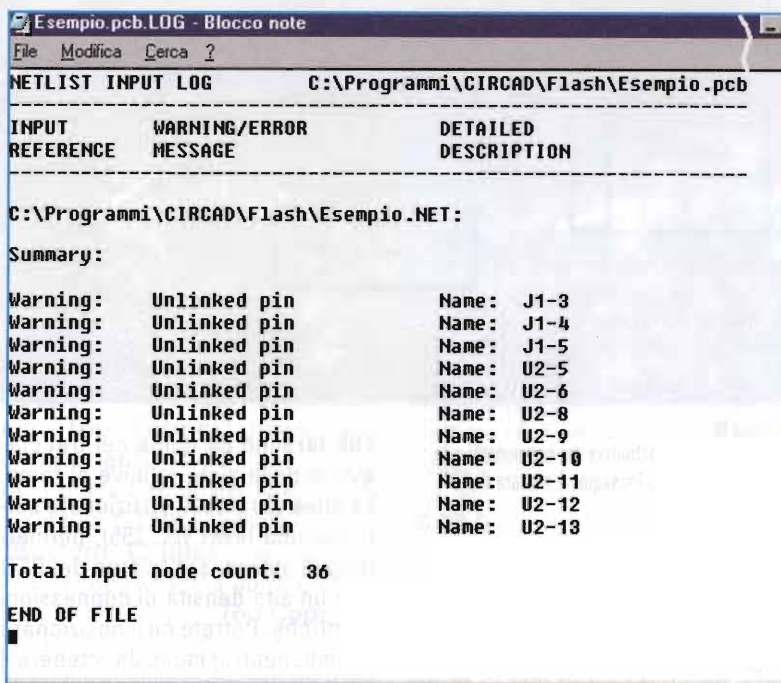 Esempio.pcb.LOG - Blocco note
File Modifica Cerca ?
NETLIST INPUT LOG C:\Programmi\CIRCAD\Flash\Esempio.pcb
INPUT WARNING/ERROR DETAILED
REFERENCE MESSAGE DESCRIPTION
C:\Programmi\CIRCAD\Flash\Esempio.NET:
Summary:
Warning: Unlinked pin Name: J1-3
Warning: Unlinked pin Name: J1-4
Warning: Unlinked pin Name: J1-5
Warning: Unlinked pin Name: U2-5
Warning: Unlinked pin Name: U2-6
Warning: Unlinked pin Name: U2-8
Warning: Unlinked pin Name: U2-9
Warning: Unlinked pin Name: U2-10
Warning: Unlinked pin Name: U2-11
Warning: Unlinked pin Name: U2-12
Warning: Unlinked pin Name: U2-13
Total input node count: 36
END OF FILE